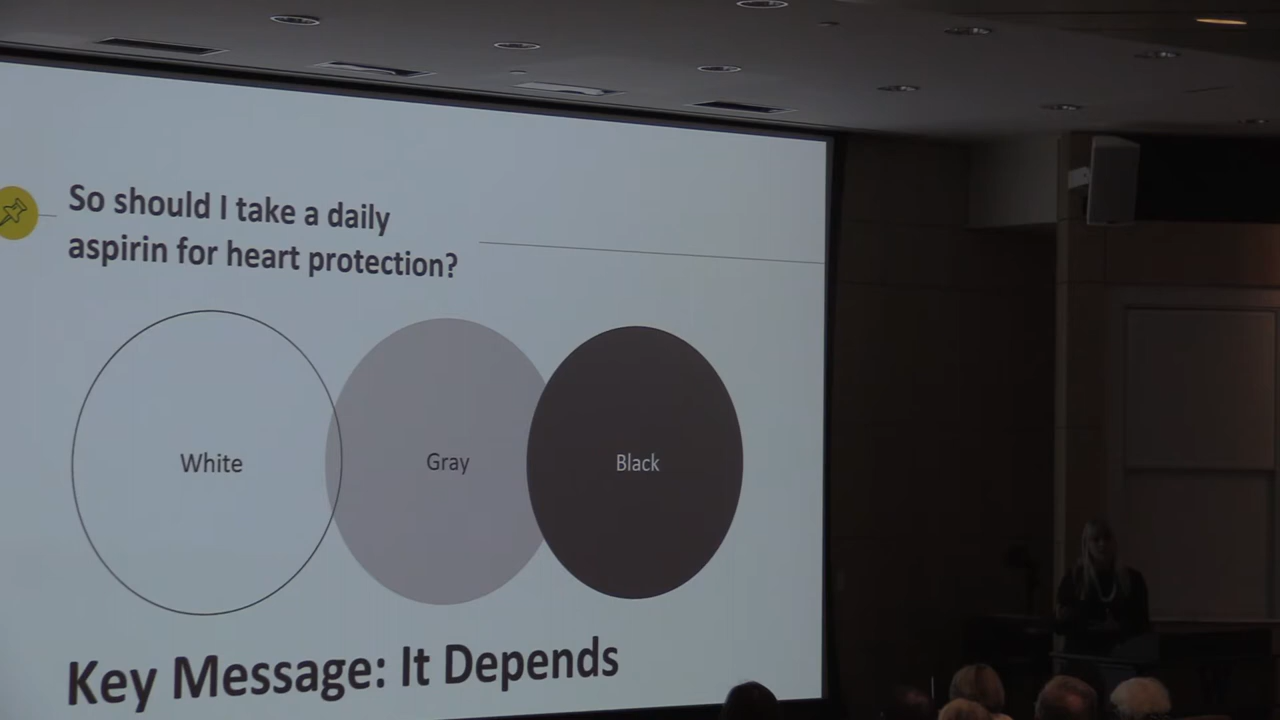 So should I take a daily
aspirin for heart protection?
White
Gray
Black
Key Message: It Depends